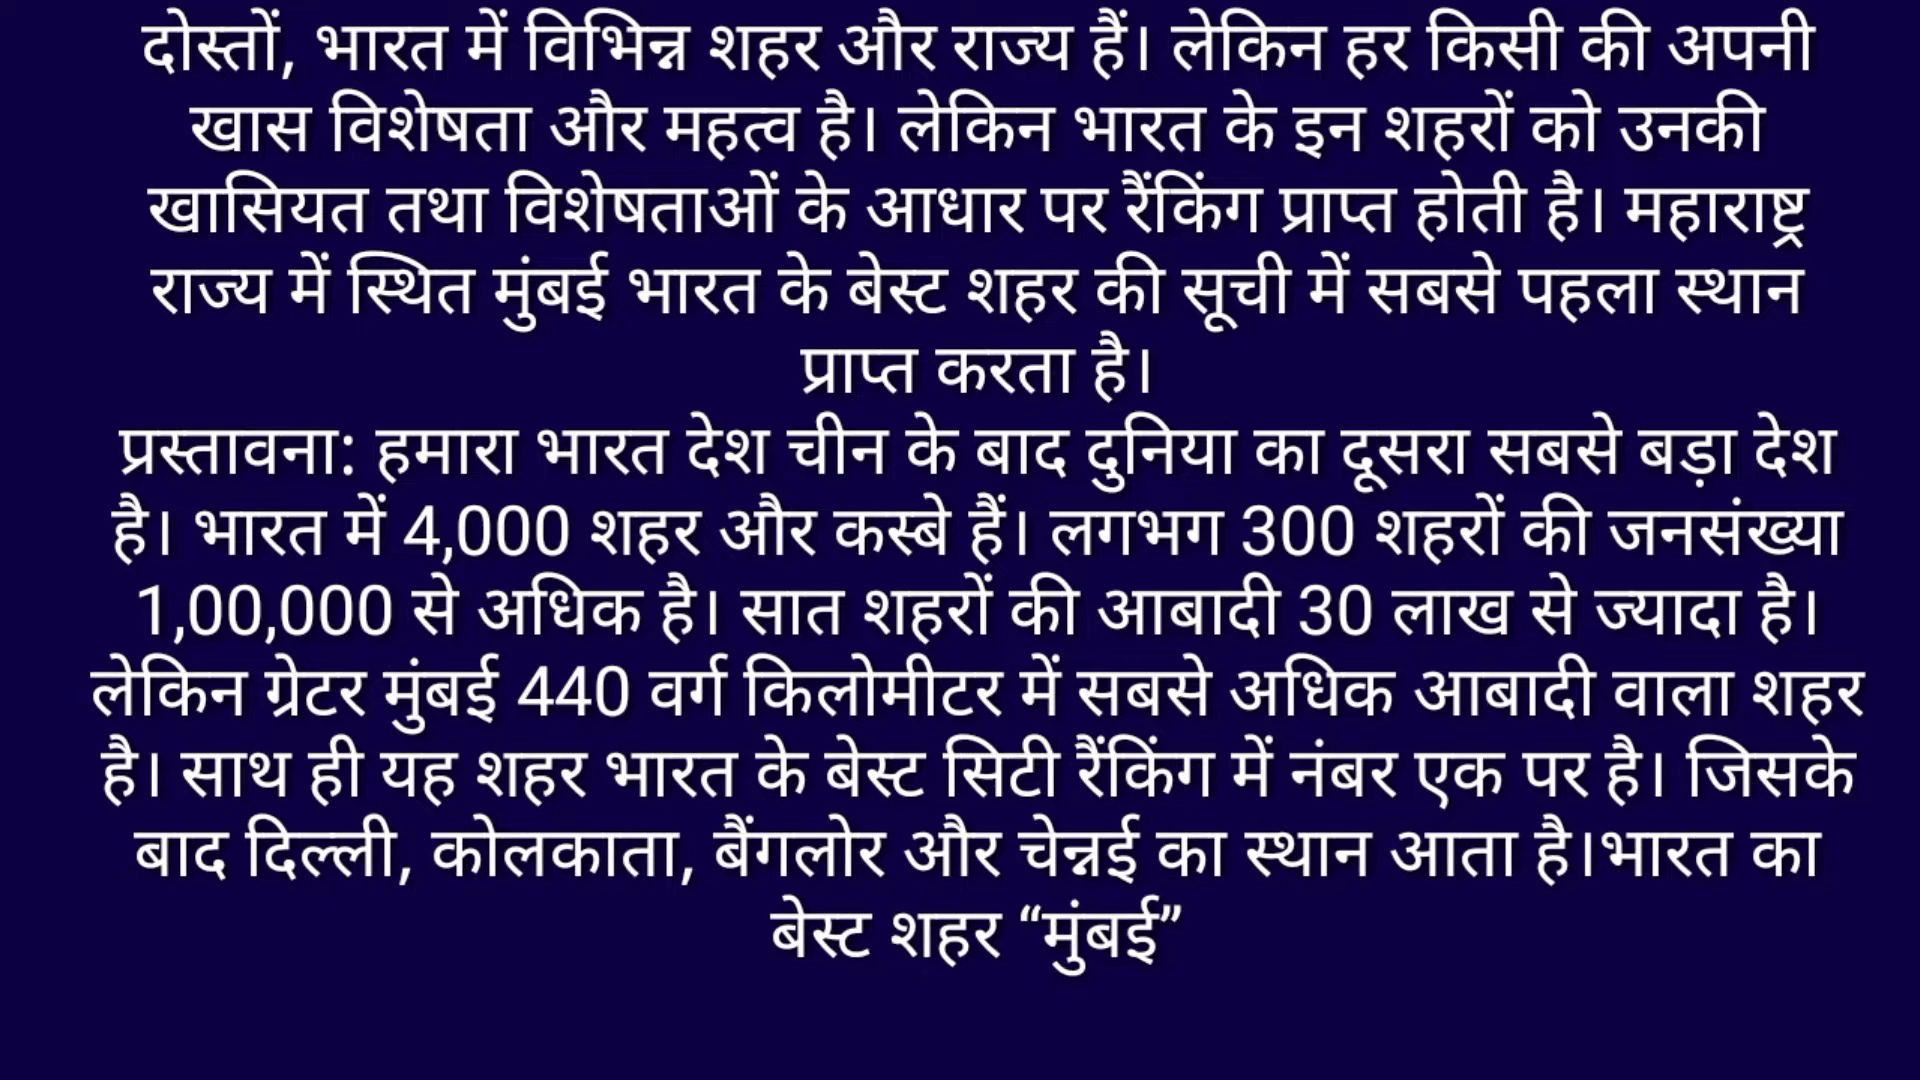 दोस्तों, भारत में विभिन्न शहर और राज्य हैं। लेकिन हर किसी की अपनी
खास विशेषता और महत्व है। लेकिन भारत के इन शहरों को उनकी
खासियत तथा विशेषताओं के आधार पर रैंकिंग प्राप्त होती है। महाराष्ट्र
राज्य में स्थित मुंबई भारत के बेस्ट शहर की सूची में सबसे पहला स्थान
प्राप्त करता है।
प्रस्तावना: हमारा भारत देश चीन के बाद दुनिया का दूसरा सबसे बड़ा देश
है। भारत में 4,000 शहर और कस्बे हैं। लगभग 300 शहरों की जनसंख्या
1,00,000 से अधिक है। सात शहरों की आबादी 30 लाख से ज्यादा है।
लेकिन ग्रेटर मुंबई 440 वर्ग किलोमीटर में सबसे अधिक आबादी वाला शहर
है। साथ ही यह शहर भारत के बेस्ट सिटी रैंकिंग में नंबर एक पर है। जिसके
बाद दिल्ली, कोलकाता, बैंगलोर और चेन्नई का स्थान आता है।भारत का
बेस्ट शहर “मुंबई”